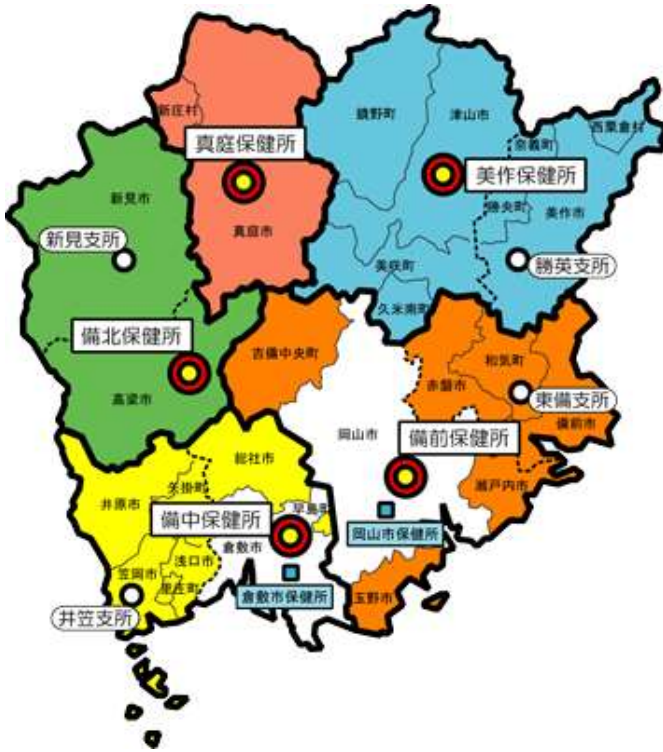 新庄村
真庭保健所
真庭市
鏡野町
津山市
奈義町
西粟倉村
美作保健所
勝央町
美作市
勝英支所
美咲町
久米南町
新見市
新見支所
備北保健所
高梁市
吉備中央町
赤磐市
和気町
東備支所
備前市
岡山市
備前保健所
瀬戸内市
岡山市保健所
玉野市
総社市
矢掛町
井原市
備中保健所
早島町
倉敷市
浅口市
笠岡市
里庄町
倉敷市保健所
井笠支所